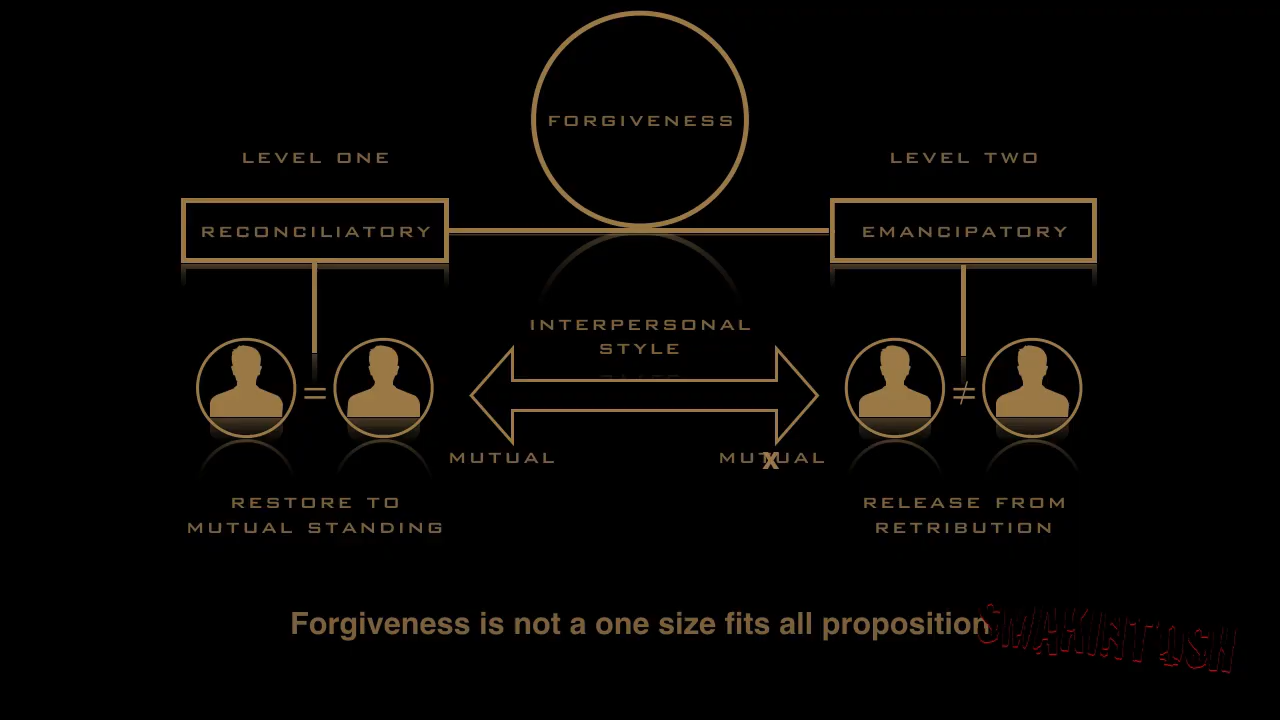 FORGIVENESS
LEVEL ONE
LEVEL TWO
RECONCILIATORY
EMANCIPATORY
INTERPERSONAL
STYLE
=
≠
MUTUAL
MUTUAL
X
RESTORE TO
MUTUAL STANDING
RELEASE FROM
RETRIBUTION
Forgiveness is not a one size fits all proposition
SWAKINTOSH